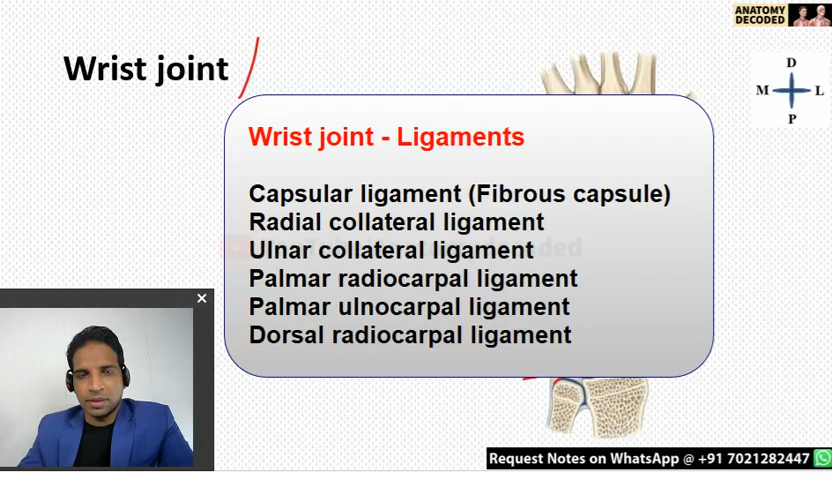 ANATOMY
DECODED
Wrist joint
D
M L
P
Wrist joint - Ligaments
Capsular ligament (Fibrous capsule)
Radial collateral ligament
Ulnar collateral ligament
Palmar radiocarpal ligament
Palmar ulnocarpal ligament
Dorsal radiocarpal ligament
Request Notes on WhatsApp @ +91 7021282447